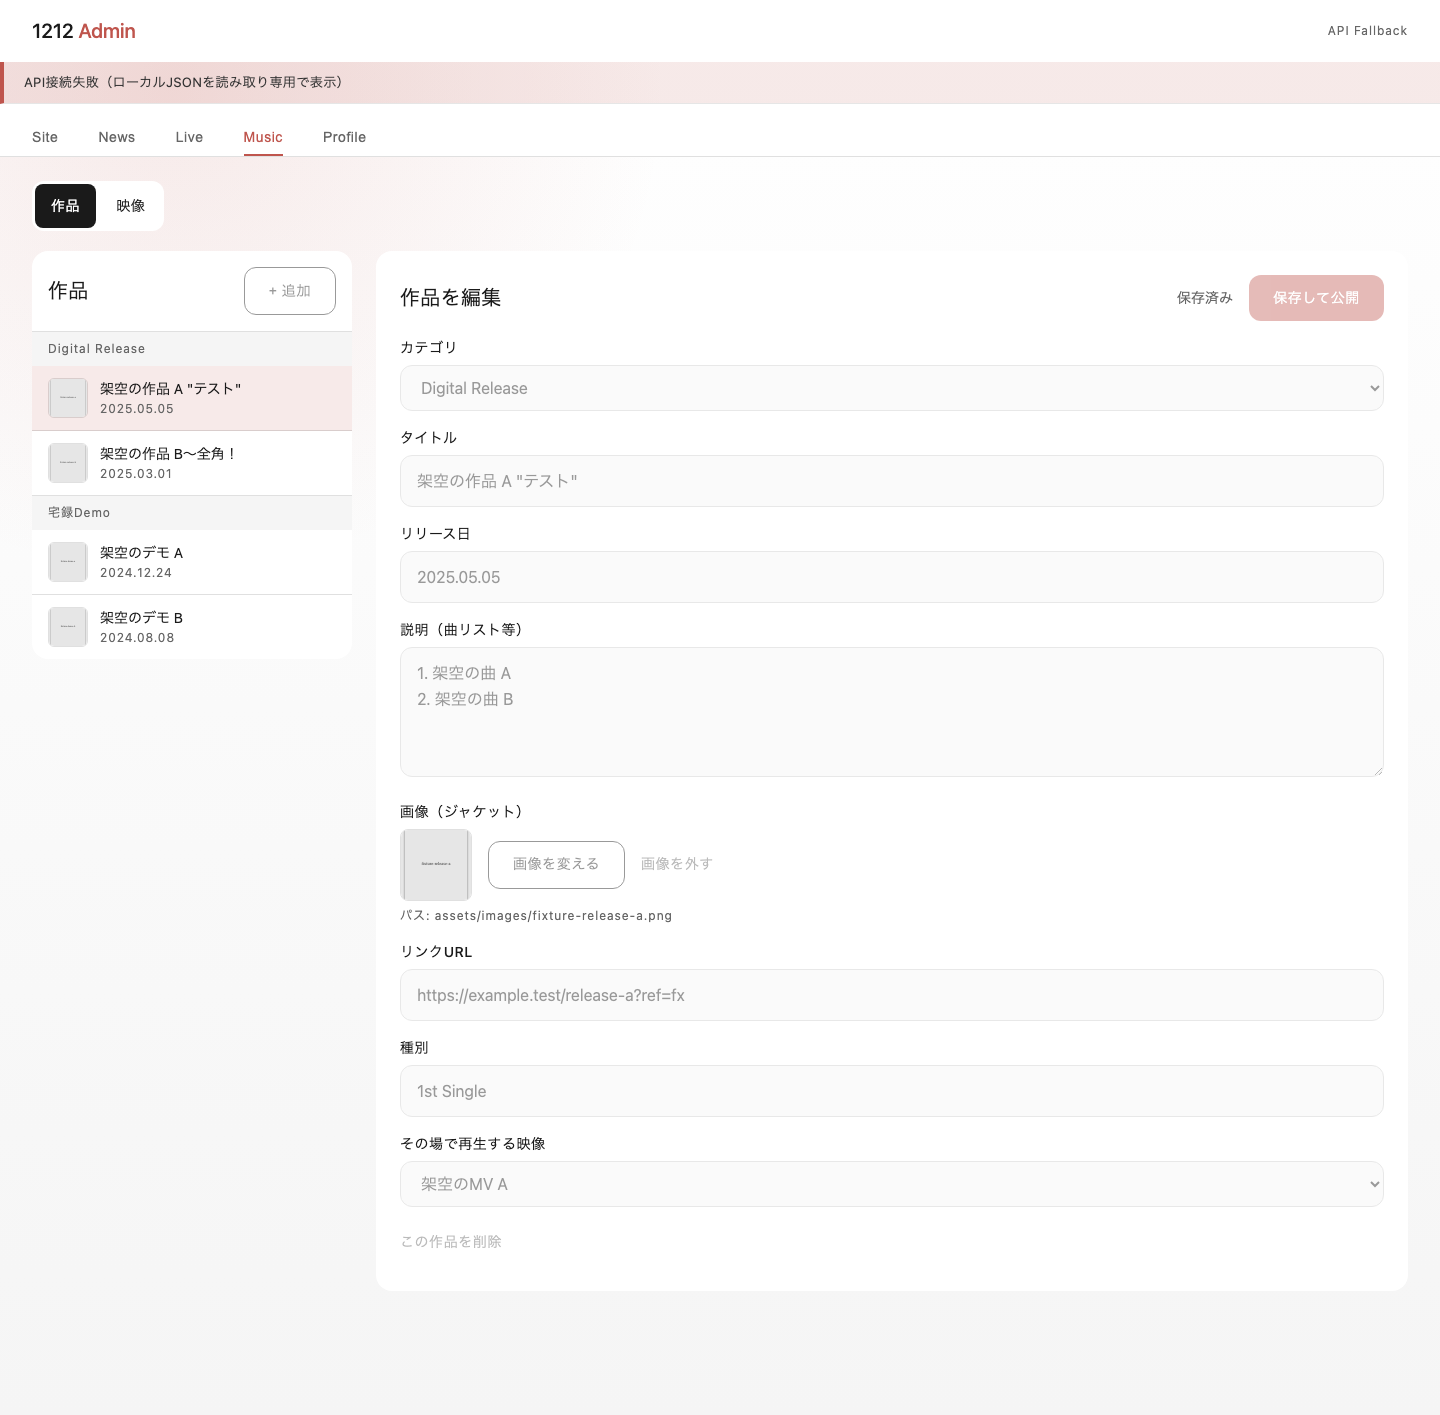 1212 Admin
API Fallback
API接続失敗（ローカルJSONを読み取り専用で表示）
Site
News
Live
Music
Profile
作品
映像
作品
+ 追加
Digital Release
架空の作品 A "テスト"
2025.05.05
架空の作品 B〜全角！
2025.03.01
宅録Demo
架空のデモ A
2024.12.24
架空のデモ B
2024.08.08
作品を編集
保存済み
保存して公開
カテゴリ
Digital Release
タイトル
架空の作品 A "テスト"
リリース日
2025.05.05
説明（曲リスト等）
1. 架空の曲 A
2. 架空の曲 B
画像（ジャケット）
画像を変える
画像を外す
パス: assets/images/fixture-release-a.png
リンクURL
https://example.test/release-a?ref=fx
種別
1st Single
その場で再生する映像
架空のMV A
この作品を削除